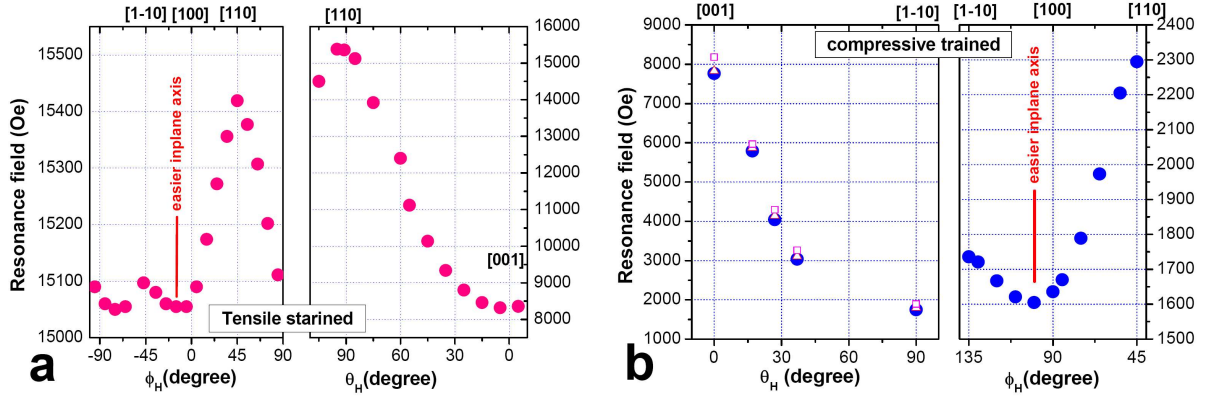 [1-10] [100] [110]
[110]
15500
15400
15300
15200
15100
15000
Resonance field (Oe)
easier inplane axis
Tensile starined
-90 -45 0 45 90
ϕH(degree)
a
16000
15000
14000
13000
12000
11000
10000
9000
8000
[001]
90 60 30 0
θH(degree)
[001] [1-10]
[1-10] [100] [110]
compressive trained
9000
8000
7000
6000
5000
4000
3000
2000
1000
Resonance field (Oe)
0 30 60 90
θH(degree)
b
easier inplane axis
2400
2300
2200
2100
2000
1900
1800
1700
1600
1500
135 90 45
ϕH(degree)